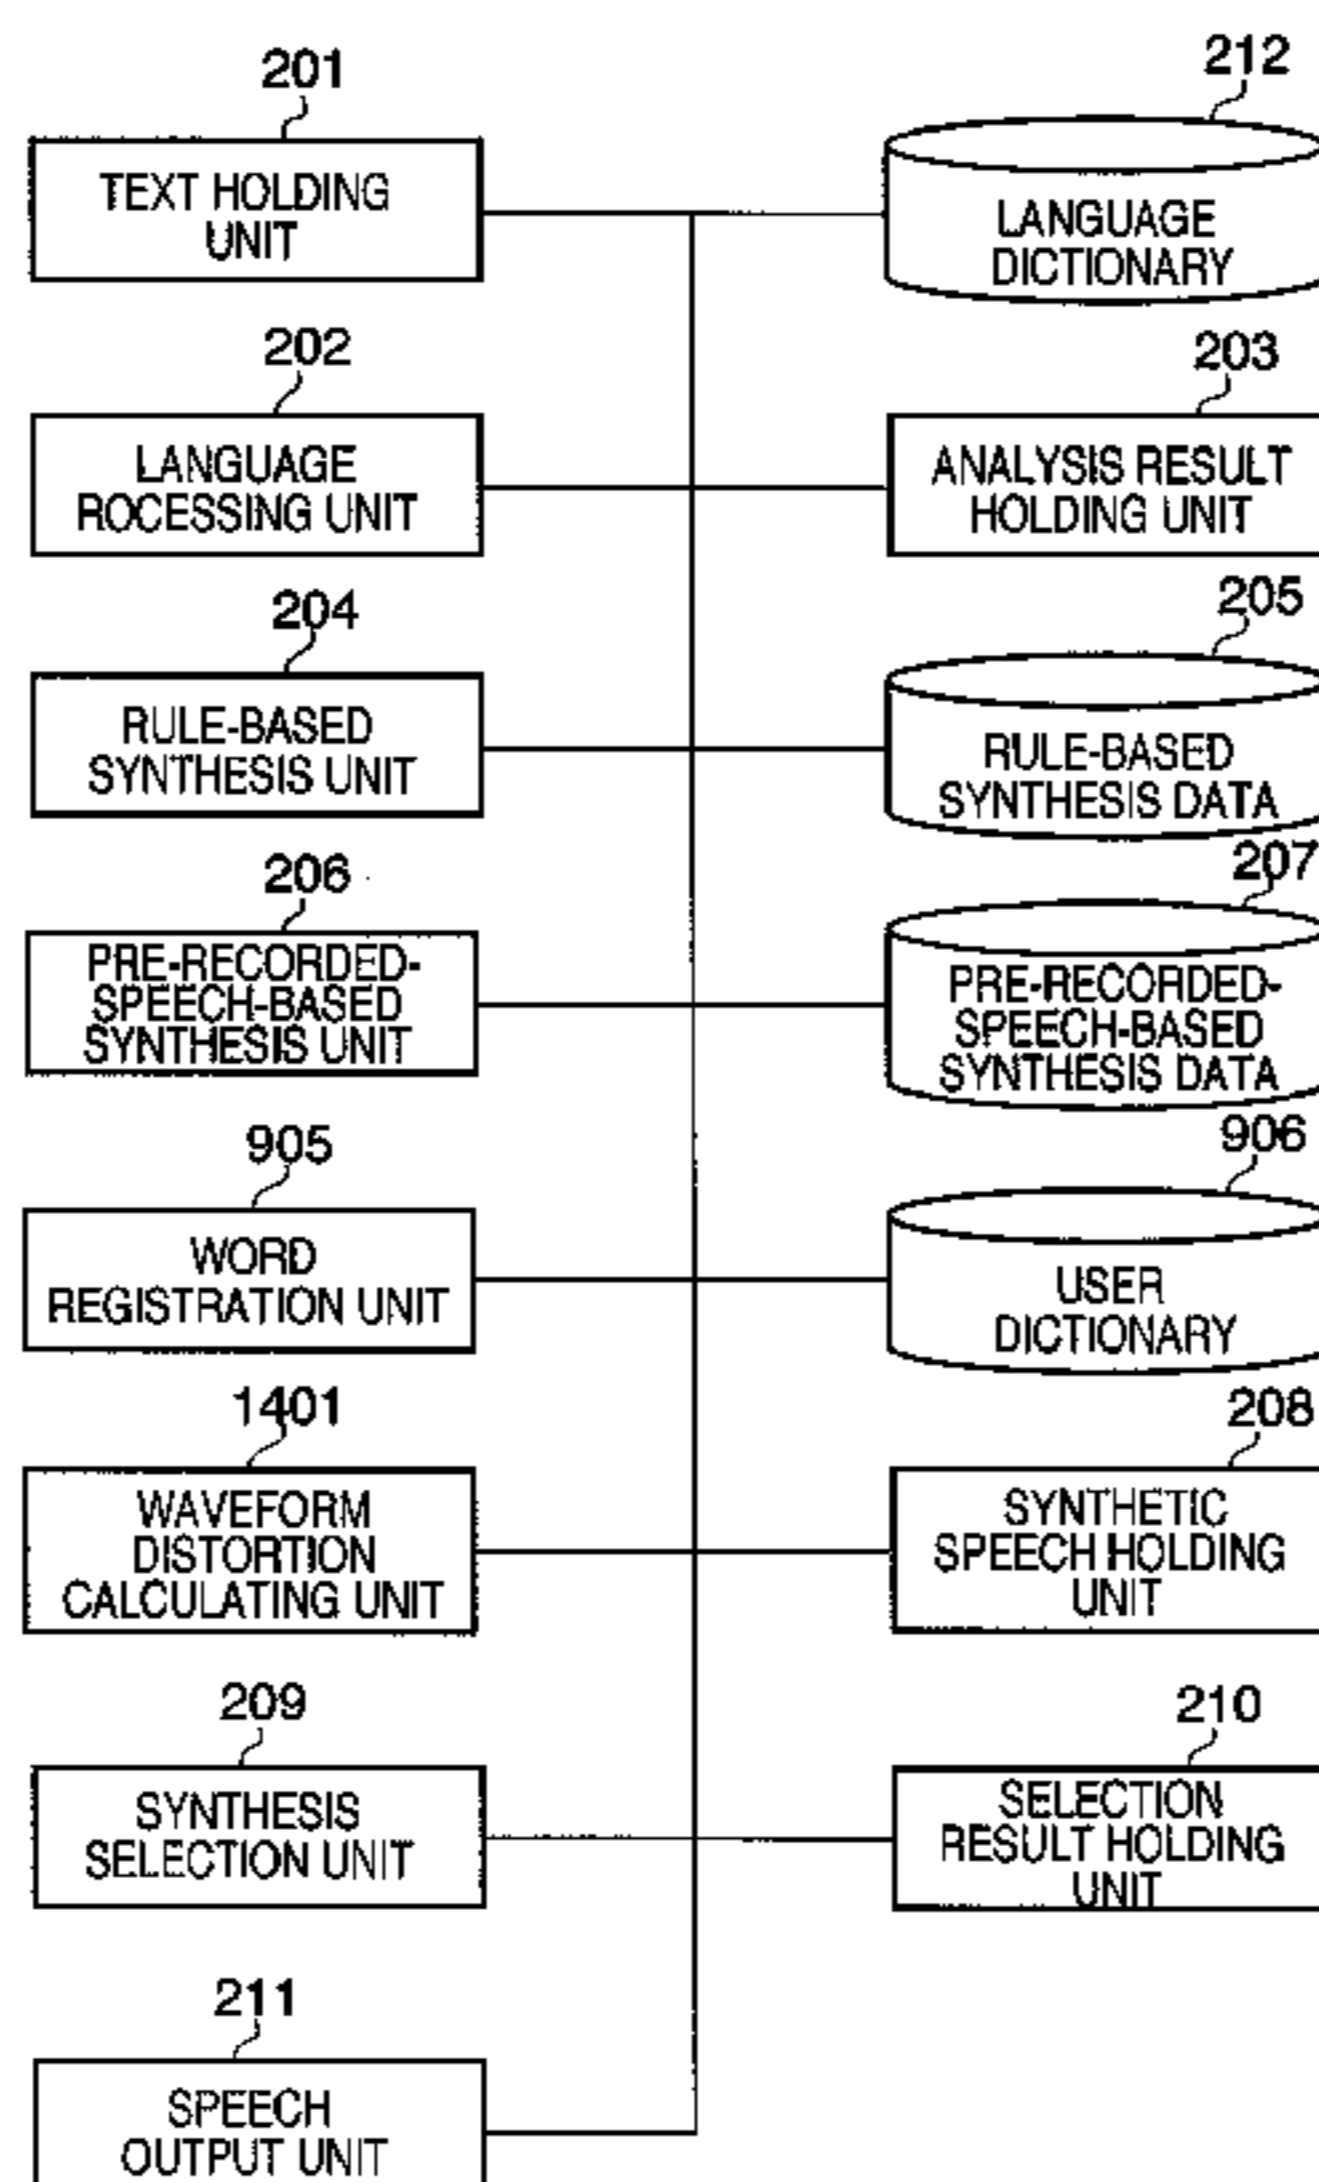 201
TEXT HOLDING
UNIT
212
LANGUAGE
DICTIONARY
202
LANGUAGE
ROCESSING UNIT
203
ANALYSIS RESULT
HOLDING UNIT
204
RULE-BASED
SYNTHESIS UNIT
205
RULE-BASED
SYNTHESIS DATA
206
PRE-RECORDED-
SPEECH-BASED
SYNTHESIS UNIT
207
PRE-RECORDED-
SPEECH-BASED
SYNTHESIS DATA
905
WORD
REGISTRATION UNIT
906
USER
DICTIONARY
1401
WAVEFORM
DISTORTION
CALCULATING UNIT
208
SYNTHETIC
SPEECH HOLDING
UNIT
209
SYNTHESIS
SELECTION UNIT
210
SELECTION
RESULT HOLDING
UNIT
211
SPEECH
OUTPUT UNIT